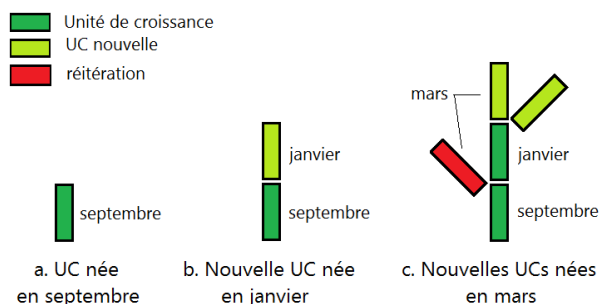 Unité de croissance
UC nouvelle
réitération
mars
janvier
janvier
septembre
septembre
septembre
a. UC née
en septembre
b. Nouvelle UC née
en janvier
c. Nouvelles UCs nées
en mars